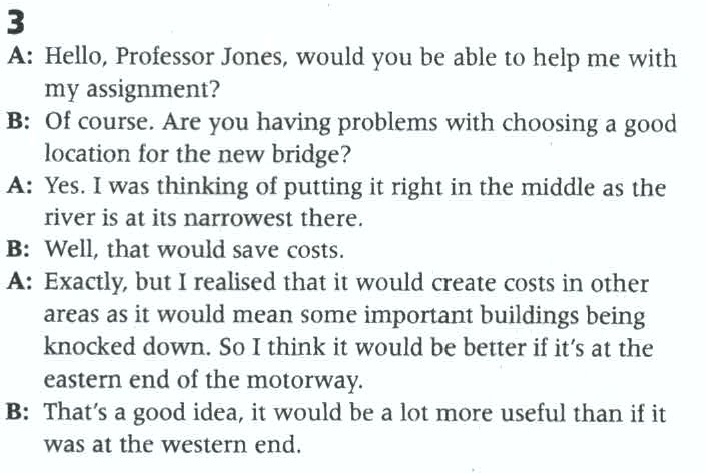 3
A: Hello, Professor Jones, would you be able to help me with
my assignment?
B: Of course. Are you having problems with choosing a good
location for the new bridge?
A: Yes. I was thinking of putting it right in the middle as the
river is at its narrowest there.
B: Well, that would save costs.
A: Exactly, but I realised that it would create costs in other
areas as it would mean some important buildings being
knocked down. So I think it would be better if it's at the
eastern end of the motorway.
B: That's a good idea, it would be a lot more useful than if it
was at the western end.